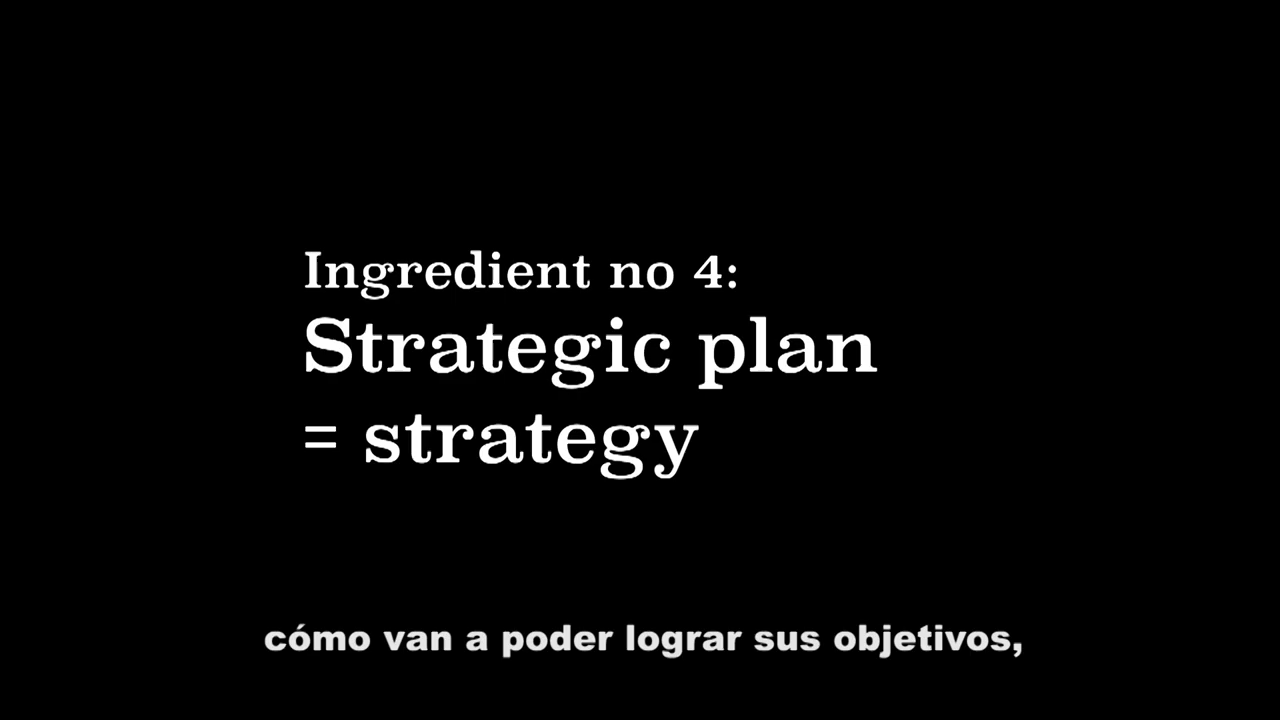 Ingredient no 4:
Strategic plan
= strategy
cómo van a poder lograr sus objetivos,